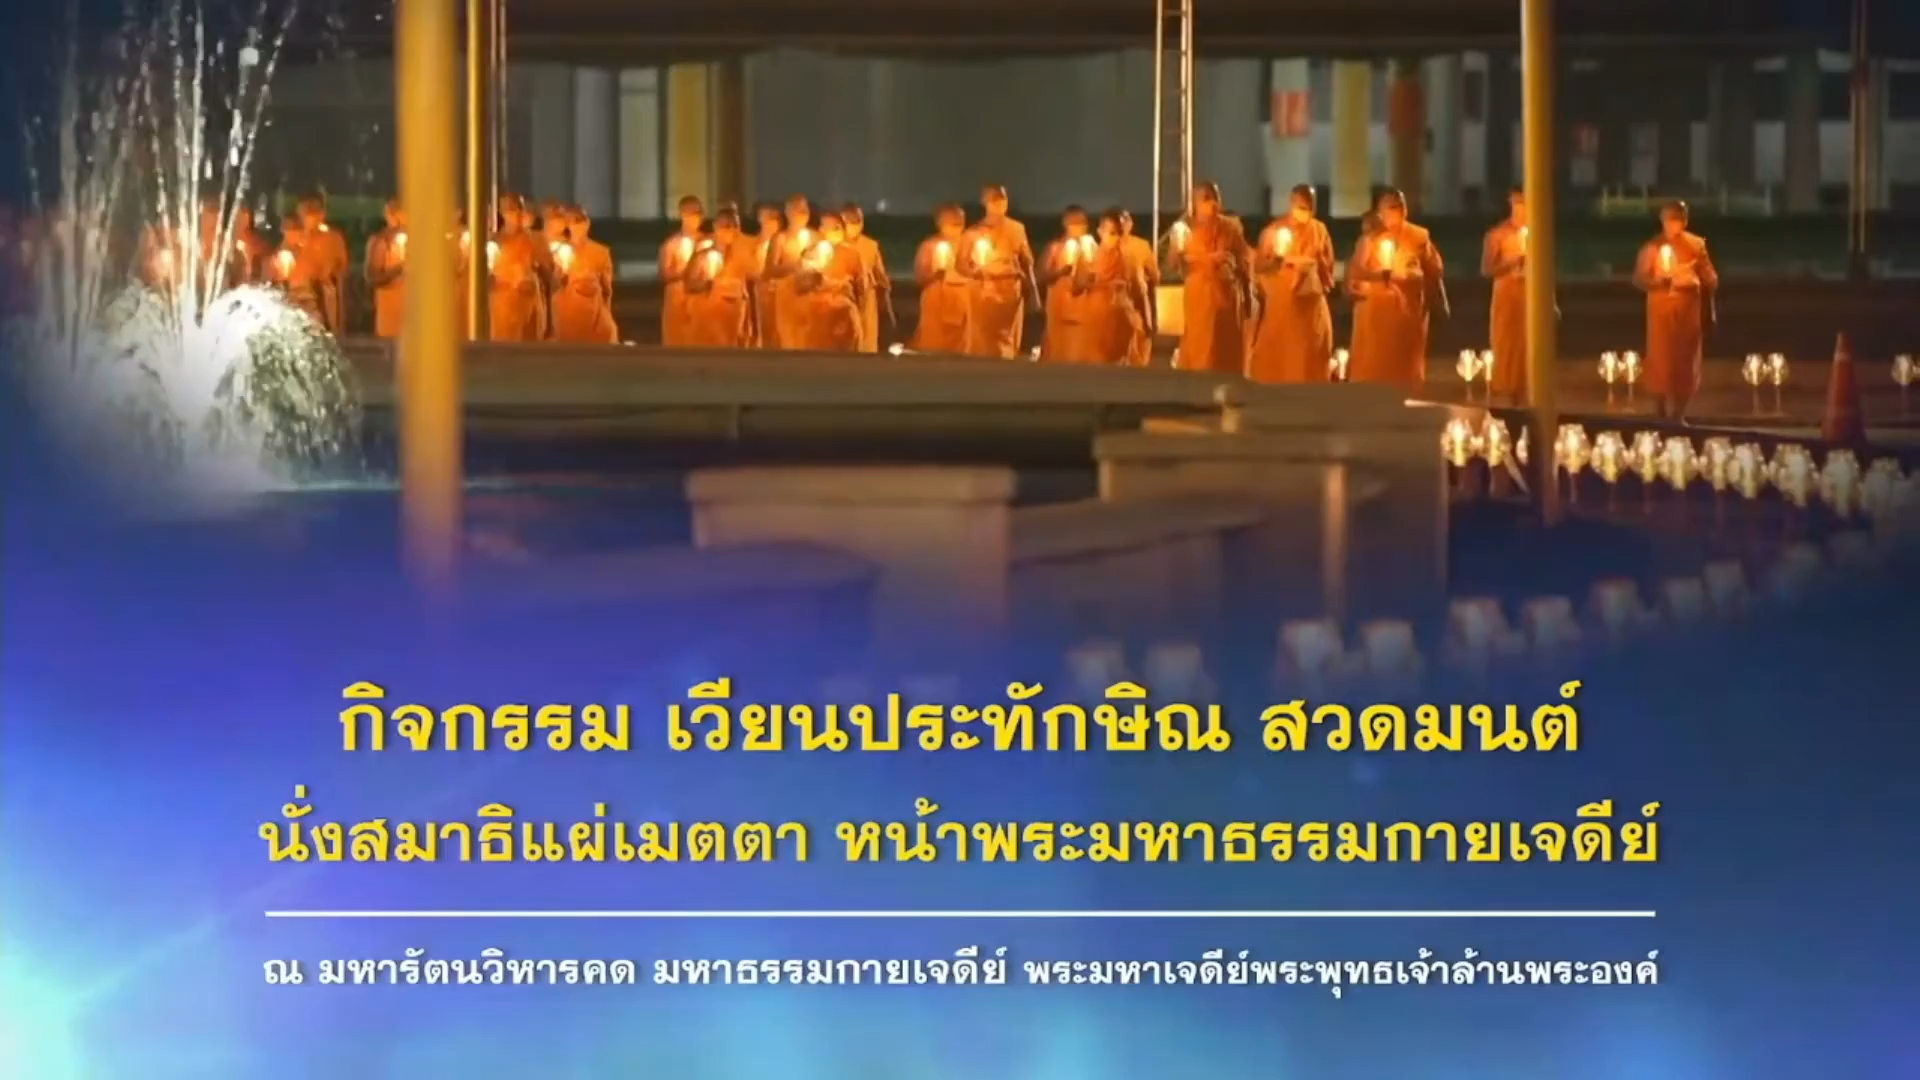 กิจกรรม เวียนประทักษิณ สวดมนต์
นั่งสมาธิแผ่เมตตา หน้าพระมหาธรรมกายเจดีย์
ณ มหารัตนวิหารคด มหาธรรมกายเจดีย์ พระมหาเจดีย์พระพุทธเจ้าล้านพระองค์